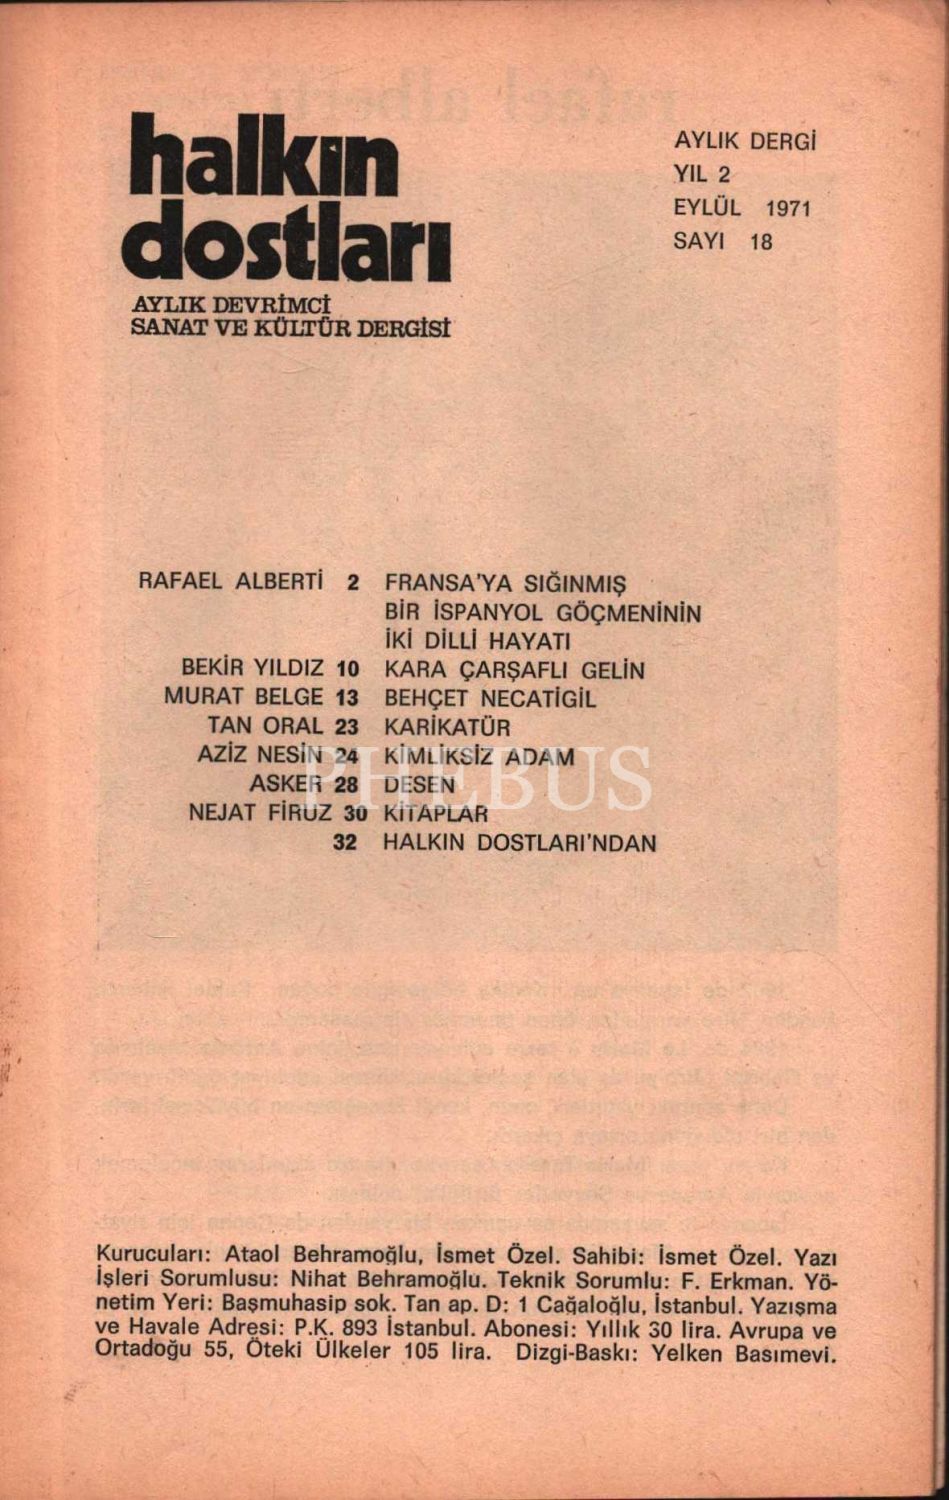 halkın
dostları
AYLIK DEVRİMCİ
SANAT VE KÜLTÜR DERGİSİ
AYLIK DERGİ
YIL 2
EYLÜL 1971
SAYI 18
RAFAEL ALBERTİ 2 FRANSA'YA SIĞINMIŞ
BİR İSPANYOL GÖÇMENİNİN
İKİ DİLLİ HAYATI
BEKİR YILDIZ 10 KARA ÇARŞAFLI GELİN
MURAT BELGE 13 BEHÇET NECATİGİL
TAN ORAL 23 KARİKATÜR
AZİZ NESİN 24 KİMLİKSİZ ADAM
ASKER 28 DESEN
NEJAT FİRUZ 30 KİTAPLAR
32 HALKIN DOSTLARI'NDAN
PHEBUS
Kurucuları: Ataol Behramoğlu, İsmet Özel. Sahibi: İsmet Özel. Yazı
İşleri Sorumlusu: Nihat Behramoğlu. Teknik Sorumlu: F. Erkman. Yö-
netim Yeri: Başmuhasip sok. Tan ap. D: 1 Cağaloğlu, İstanbul. Yazışma
ve Havale Adresi: P.K. 893 İstanbul. Abonesi: Yıllık 30 lira. Avrupa ve
Ortadoğu 55, Öteki Ülkeler 105 lira. Dizgi-Baskı: Yelken Basımevi.